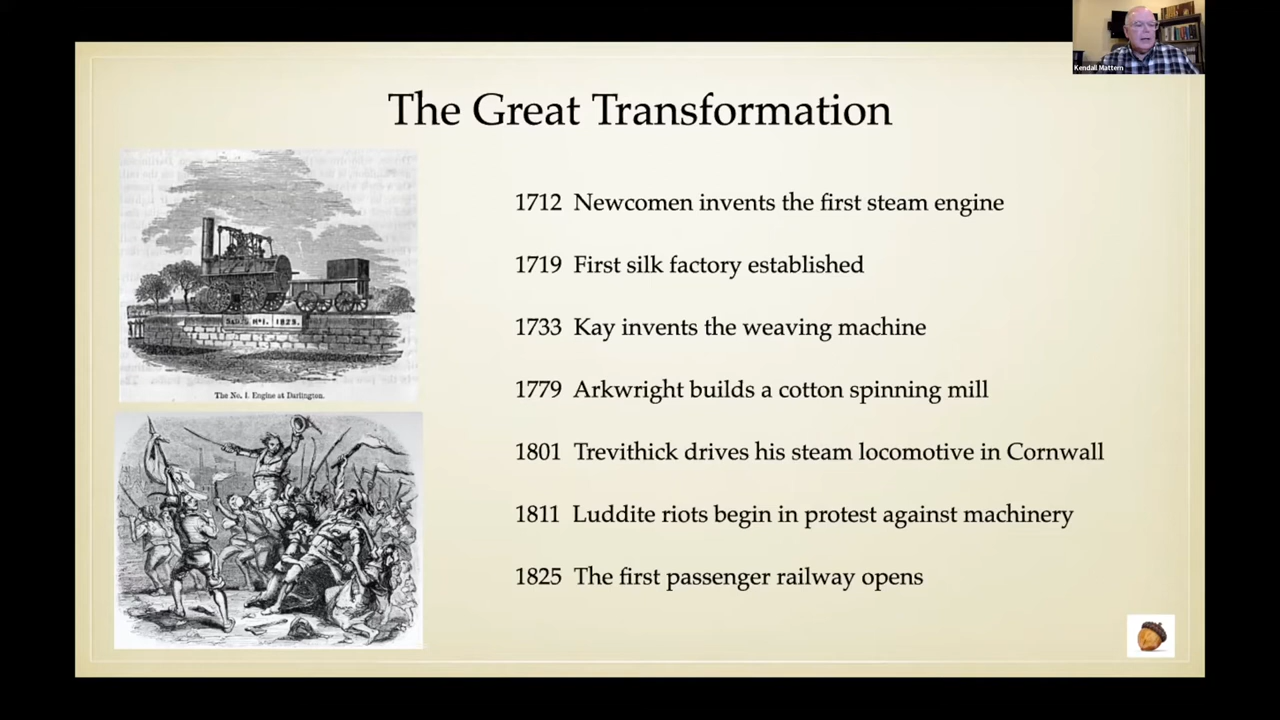 Kendall Mattern
The Great Transformation
1712 Newcomen invents the first steam engine
1719 First silk factory established
1733 Kay invents the weaving machine
1779 Arkwright builds a cotton spinning mill
1801 Trevithick drives his steam locomotive in Cornwall
1811 Luddite riots begin in protest against machinery
1825 The first passenger railway opens
No 1. 1825.
The No. 1. Engine at Darlington.